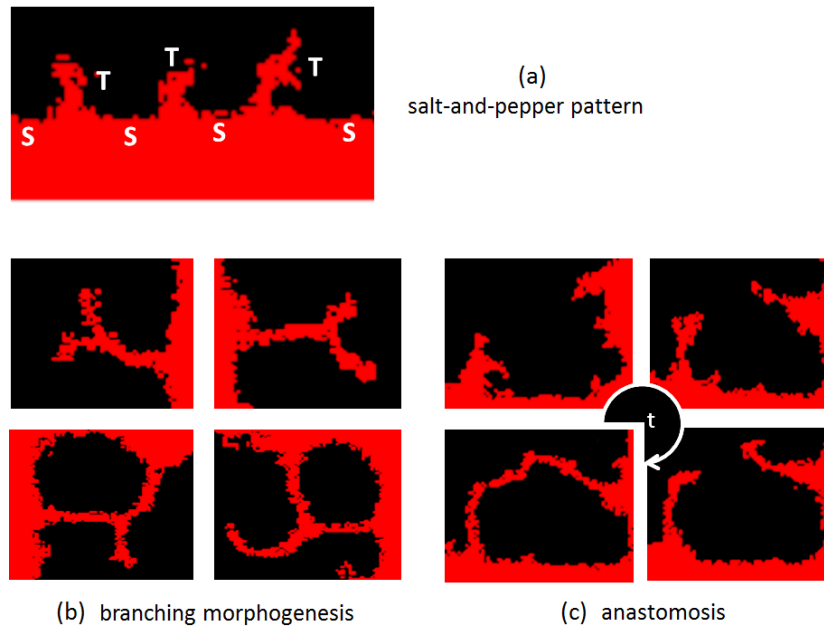 T
T
T
S
S
S
S
(a)
salt-and-pepper pattern
t
(b) branching morphogenesis
(c) anastomosis